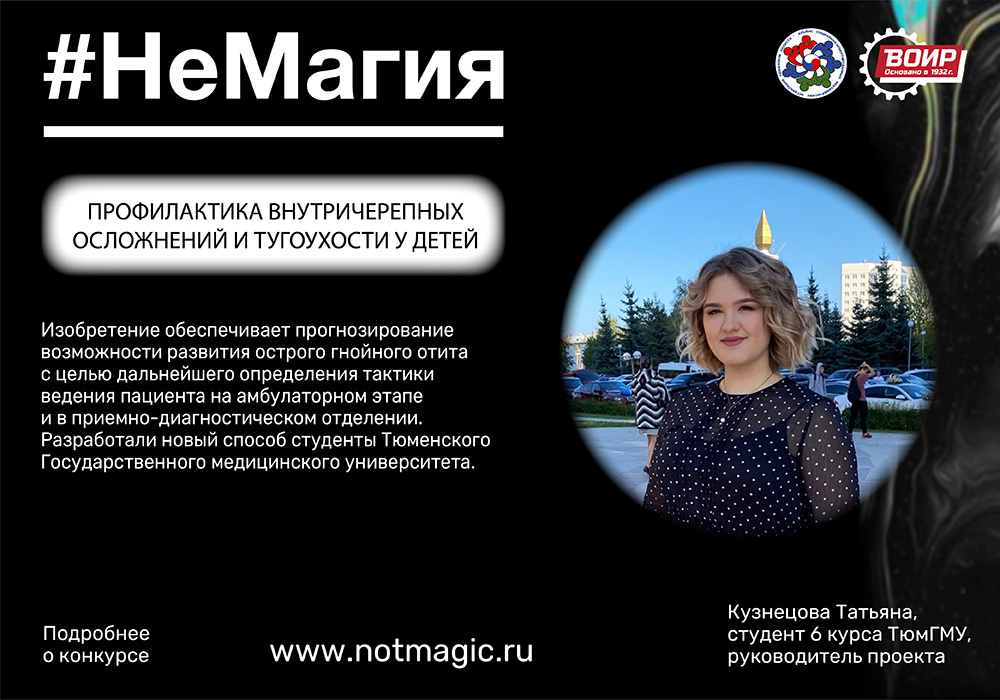 #НеМагия
ВОИР
Основано в 1932 г.
ПРОФИЛАКТИКА ВНУТРИЧЕРЕПНЫХ
ОСЛОЖНЕНИЙ И ТУГОУХОСТИ У ДЕТЕЙ
Изобретение обеспечивает прогнозирование
возможности развития острого гнойного отита
с целью дальнейшего определения тактики
ведения пациента на амбулаторном этапе
и в приемно-диагностическом отделении.
Разработали новый способ студенты Тюменского
Государственного медицинского университета.
Подробнее
о конкурсе
www.notmagic.ru
Кузнецова Татьяна,
студент 6 курса ТюмГМУ,
руководитель проекта